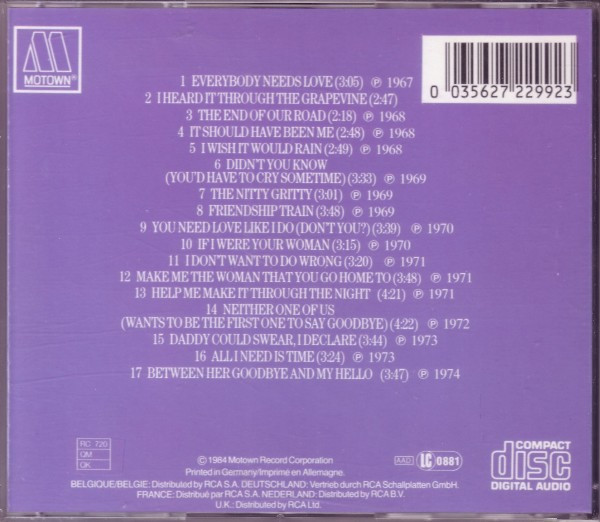 MOTOWN®
0 035627 229923
1 EVERYBODY NEEDS LOVE (3:05) ℗ 1967
2 I HEARD IT THROUGH THE GRAPEVINE (2:47)
3 THE END OF OUR ROAD (2:18) ℗ 1968
4 IT SHOULD HAVE BEEN ME (2:48) ℗ 1968
5 I WISH IT WOULD RAIN (2:49) ℗ 1968
6 DIDN'T YOU KNOW
(YOU'D HAVE TO CRY SOMETIME) (3:33) ℗ 1969
7 THE NITTY GRITTY (3:01) ℗ 1969
8 FRIENDSHIP TRAIN (3:48) ℗ 1969
9 YOU NEED LOVE LIKE I DO (DON'T YOU?) (3:39) ℗ 1970
10 IF I WERE YOUR WOMAN (3:15) ℗ 1970
11 I DON'T WANT TO DO WRONG (3:20) ℗ 1971
12 MAKE ME THE WOMAN THAT YOU GO HOME TO (3:48) ℗ 1971
13 HELP ME MAKE IT THROUGH THE NIGHT (4:21) ℗ 1971
14 NEITHER ONE OF US
(WANTS TO BE THE FIRST ONE TO SAY GOODBYE) (4:22) ℗ 1972
15 DADDY COULD SWEAR, I DECLARE (3:44) ℗ 1973
16 ALL I NEED IS TIME (3:24) ℗ 1973
17 BETWEEN HER GOODBYE AND MY HELLO (3:47) ℗ 1974
RC 720
OM
OK
©1984 Motown Record Corporation
Printed in Germany/Imprimé en Allemagne.
AAD LC 0881
COMPACT
disc
DIGITAL AUDIO
BELGIQUE/BELGIE: Distributed by RCA S.A. DEUTSCHLAND: Vertrieb durch RCA Schallplatten GmbH.
FRANCE: Distribué par RCA S.A. NEDERLAND: Distributed by RCA B.V.
U.K.: Distributed by RCA Ltd.